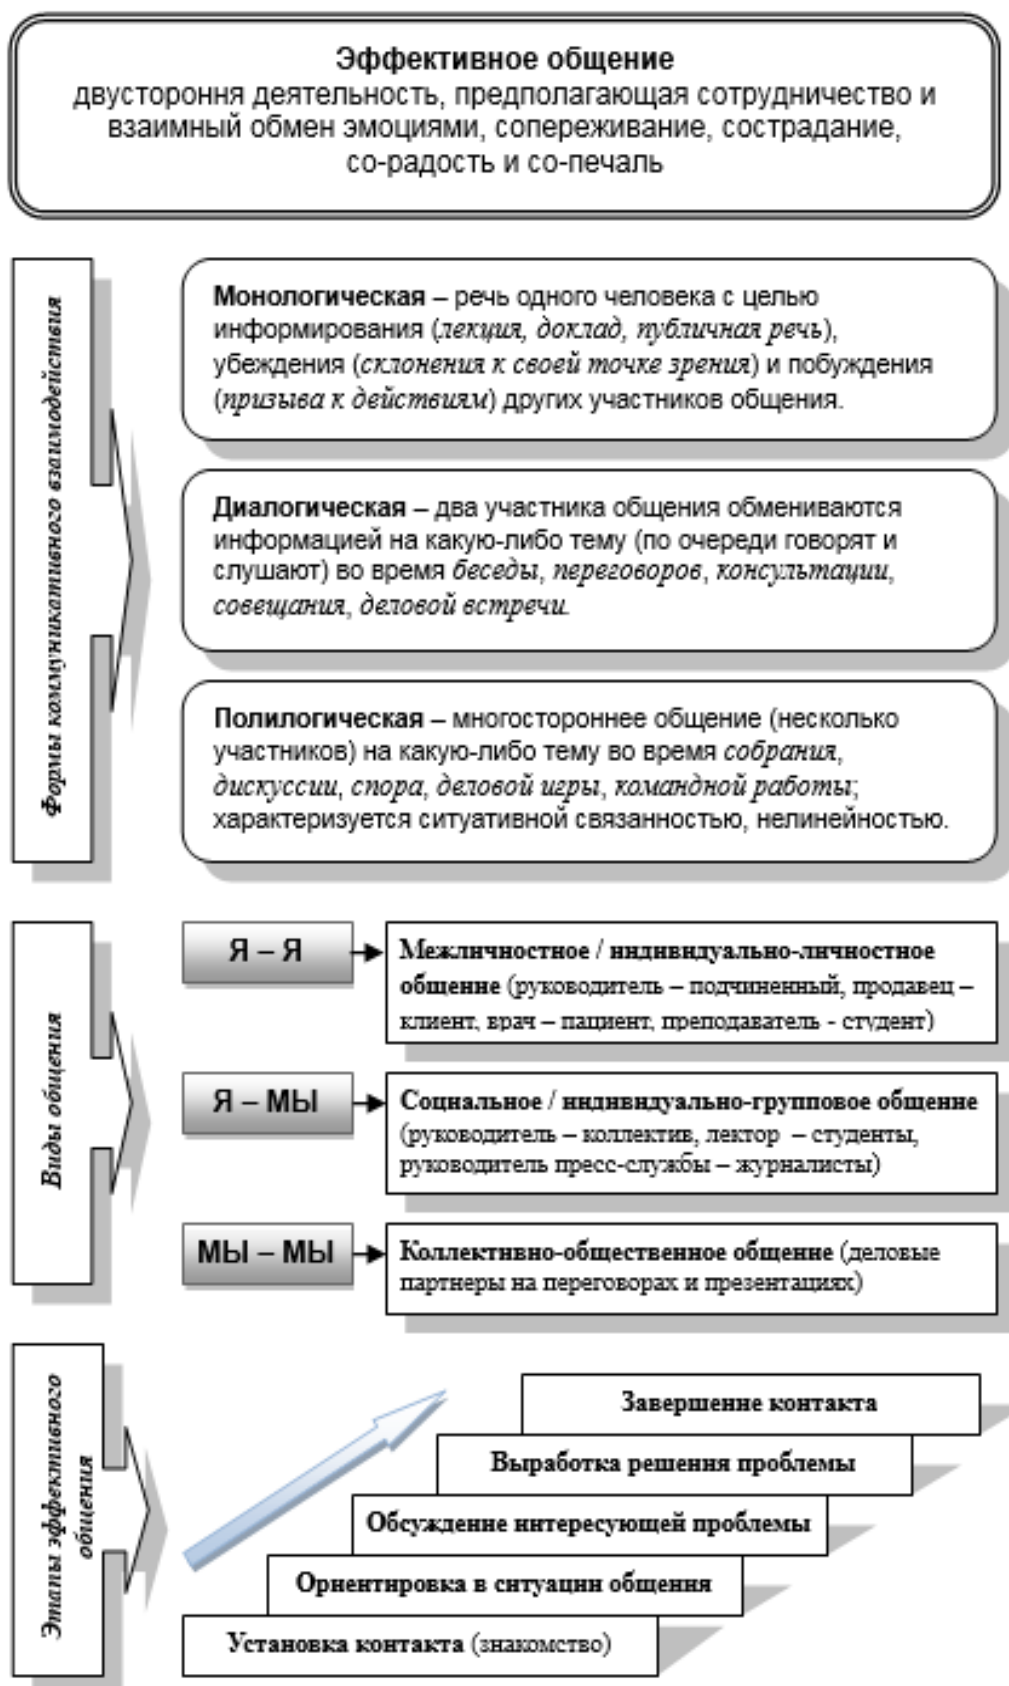 Эффективное общение
двустороння деятельность, предполагающая сотрудничество и
взаимный обмен эмоциями, сопереживание, сострадание,
со-радость и со-печаль
Формы коммуникативного взаимодействия
Монологическая – речь одного человека с целью
информирования (лекция, доклад, публичная речь),
убеждения (склонения к своей точке зрения) и побуждения
(призыва к действиям) других участников общения.
Диалогическая – два участника общения обмениваются
информацией на какую-либо тему (по очереди говорят и
слушают) во время беседы, переговоров, консультации,
совещания, деловой встречи.
Полилогическая – многостороннее общение (несколько
участников) на какую-либо тему во время собрания,
дискуссии, спора, деловой игры, командной работы;
характеризуется ситуативной связанностью, нелинейностью.
Виды общения
Я – Я
Межличностное / индивидуально-личностное
общение (руководитель – подчиненный, продавец –
клиент, врач – пациент, преподаватель - студент)
Я – МЫ
Социальное / индивидуально-групповое общение
(руководитель – коллектив, лектор – студенты,
руководитель пресс-службы – журналисты)
МЫ – МЫ
Коллективно-общественное общение (деловые
партнеры на переговорах и презентациях)
Этапы эффективного
общения
Завершение контакта
Выработка решения проблемы
Обсуждение интересующей проблемы
Ориентировка в ситуации общения
Установка контакта (знакомство)